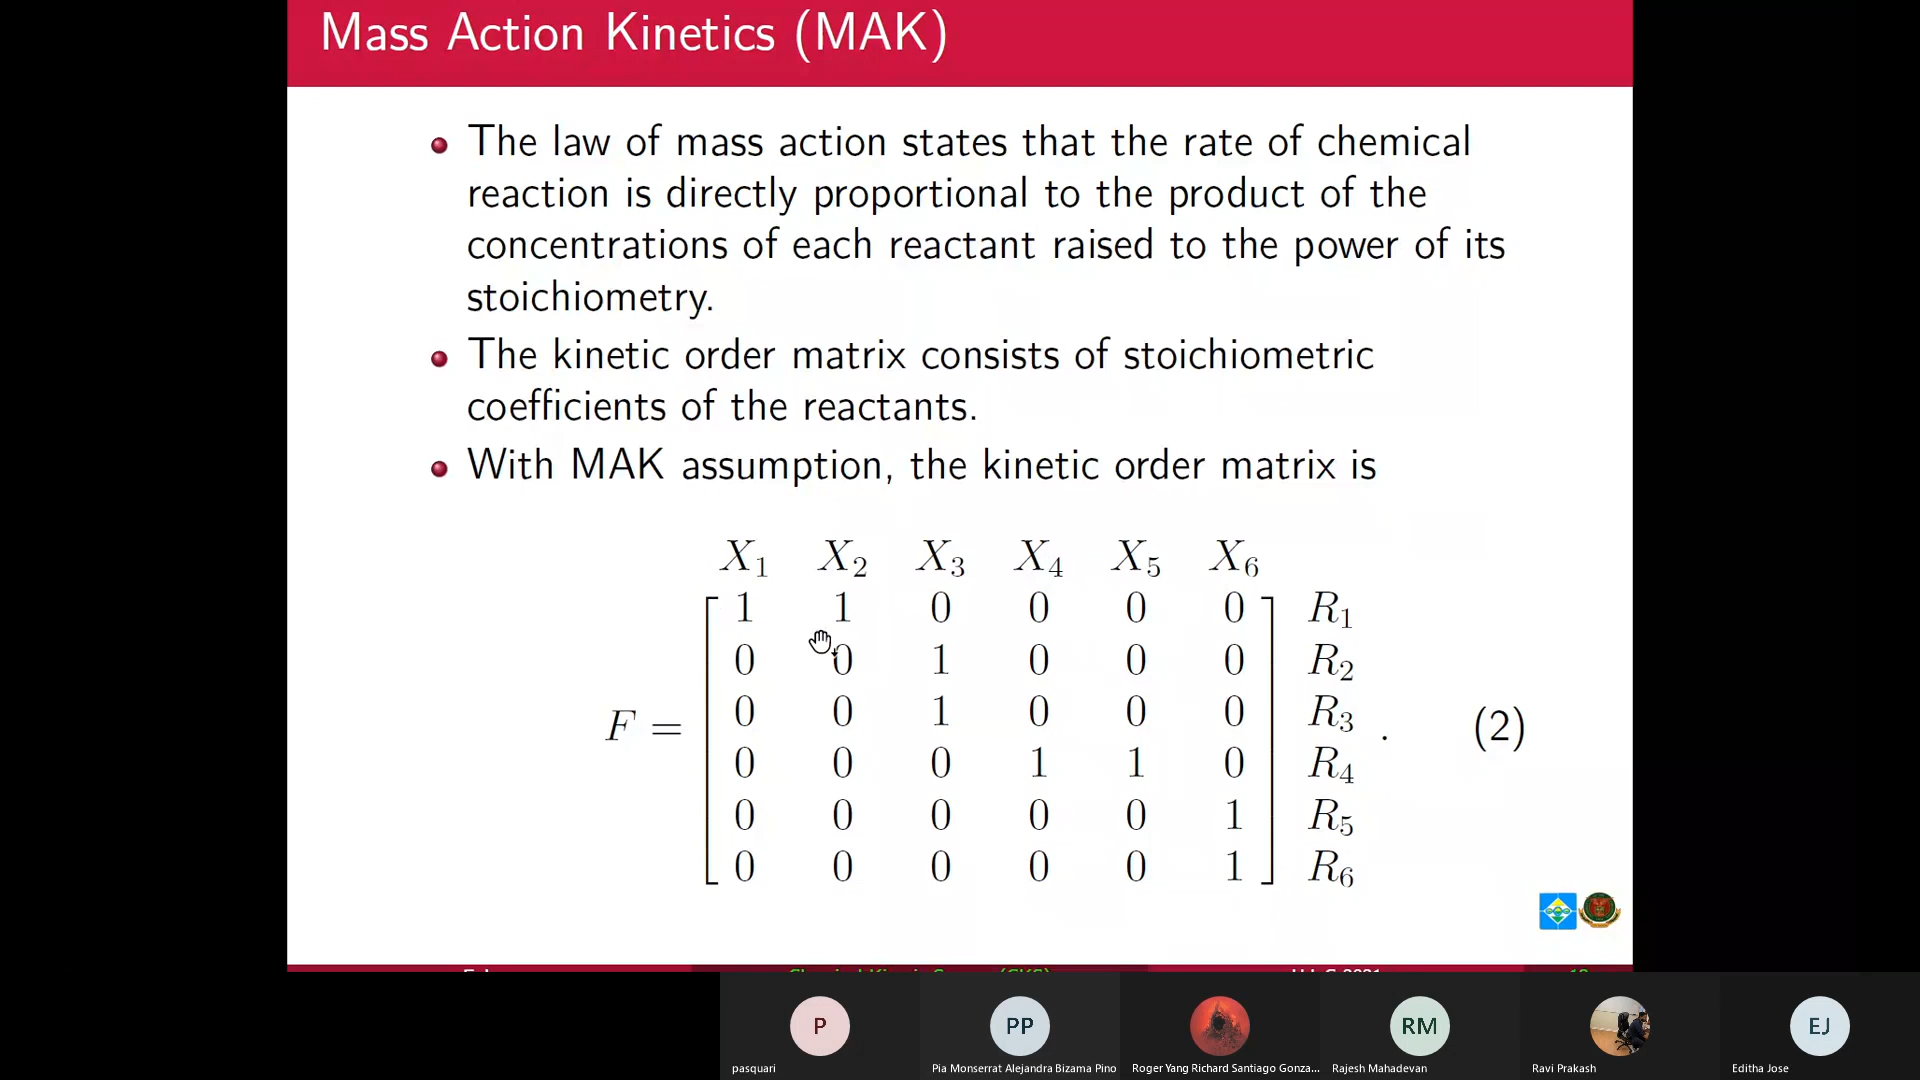 Mass Action Kinetics (MAK)
The law of mass action states that the rate of chemical
reaction is directly proportional to the product of the
concentrations of each reactant raised to the power of its
stoichiometry.
The kinetic order matrix consists of stoichiometric
coefficients of the reactants.
With MAK assumption, the kinetic order matrix is
X₁ X₂ X₃ X₄ X₅ X₆
1 1 0 0 0 0 R₁
0 0 1 0 0 0 R₂
0 0 1 0 0 0 R₃
F = . (2)
0 0 0 1 1 0 R₄
0 0 0 0 0 1 R₅
0 0 0 0 0 1 R₆
P PP RM EJ
pasquari Pia Monserrat Alejandra Bizama Pino Roger Yang Richard Santiago Gonza... Rajesh Mahadevan Ravi Prakash Editha Jose